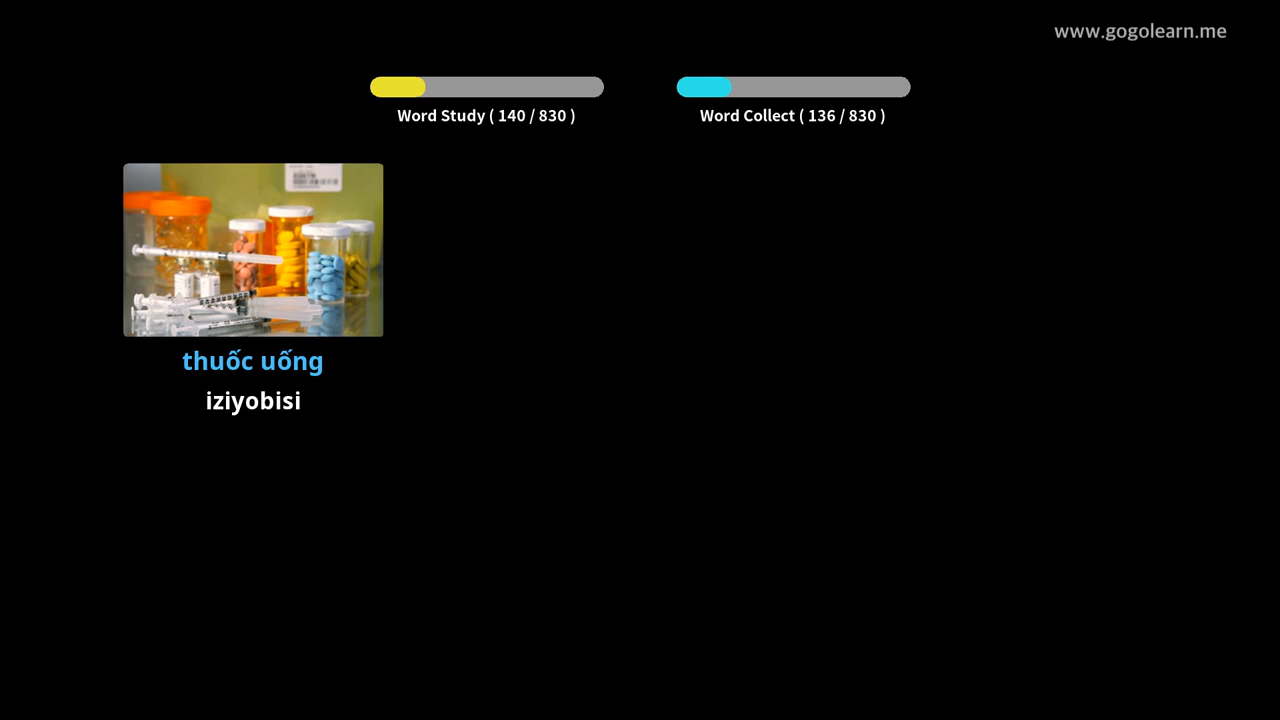 www.gogolearn.me
Word Study ( 140 / 830 )
Word Collect ( 136 / 830 )
thuốc uống
iziyobisi